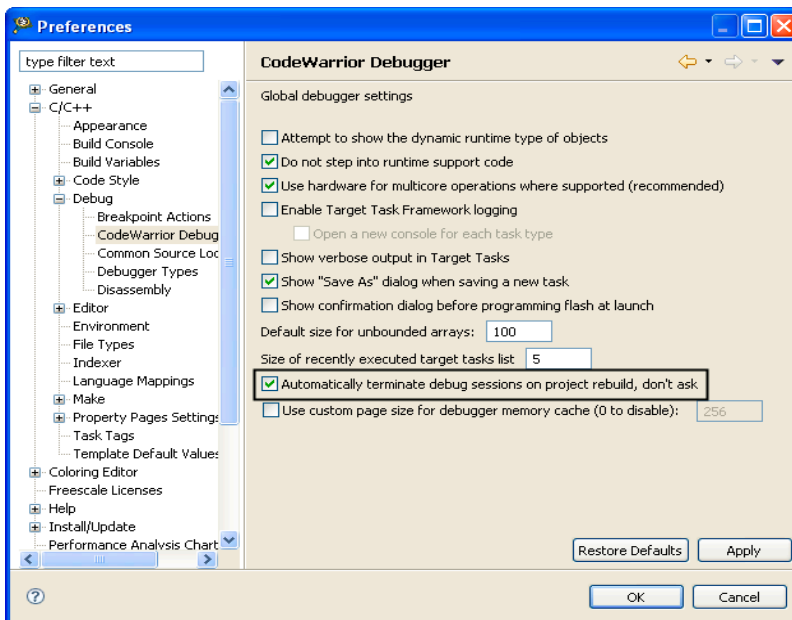 Preferences
type filter text
General
C/C++
Appearance
Build Console
Build Variables
Code Style
Debug
Breakpoint Actions
CodeWarrior Debug
Common Source Loc
Debugger Types
Disassembly
Editor
Environment
File Types
Indexer
Language Mappings
Make
Property Pages Settings
Task Tags
Template Default Values
Coloring Editor
Freescale Licenses
Help
Install/Update
Performance Analysis Chart
CodeWarrior Debugger
Global debugger settings
Attempt to show the dynamic runtime type of objects
Do not step into runtime support code
Use hardware for multicore operations where supported (recommended)
Enable Target Task Framework logging
Open a new console for each task type
Show verbose output in Target Tasks
Show "Save As" dialog when saving a new task
Show confirmation dialog before programming flash at launch
Default size for unbounded arrays: 100
Size of recently executed target tasks list 5
Automatically terminate debug sessions on project rebuild, don't ask
Use custom page size for debugger memory cache (0 to disable): 256
Restore Defaults Apply
OK Cancel